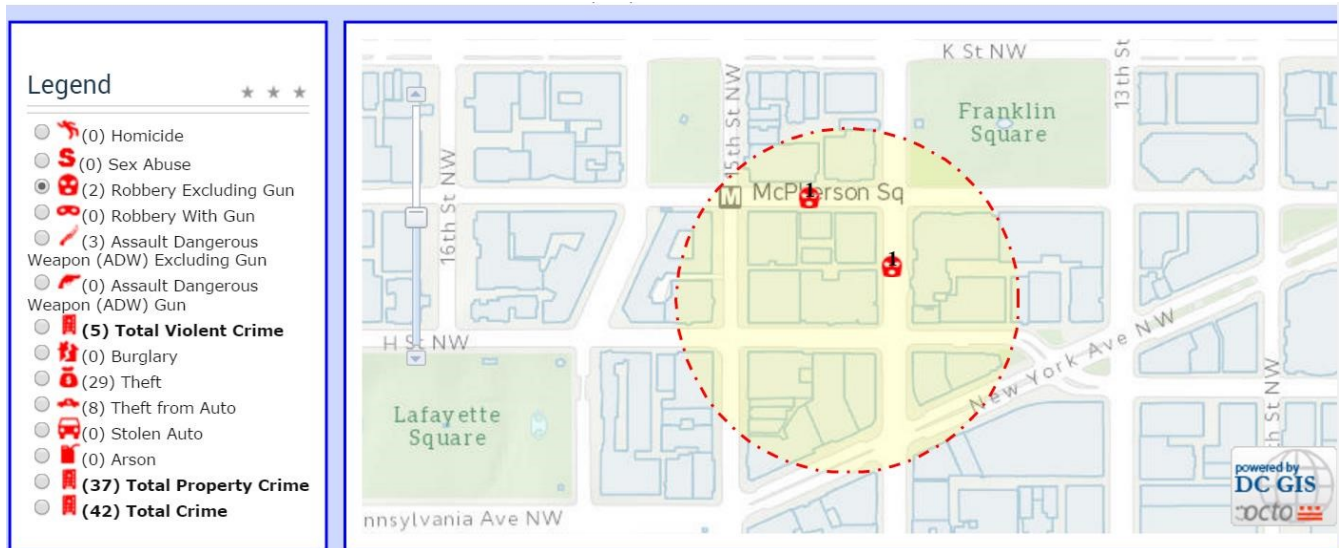 Legend
(0) Homicide
S (0) Sex Abuse
(2) Robbery Excluding Gun
(0) Robbery With Gun
(3) Assault Dangerous
Weapon (ADW) Excluding Gun
(0) Assault Dangerous
Weapon (ADW) Gun
(5) Total Violent Crime
(0) Burglary
(29) Theft
(8) Theft from Auto
(0) Stolen Auto
(0) Arson
(37) Total Property Crime
(42) Total Crime
K St NW
13th St
15th St NW
Franklin
Square
16th St NW
M McPherson Sq
1
1
H St NW
New York Ave NW
Lafayette
Square
h St NW
nnsylvania Ave NW
powered by
DC GIS
octo